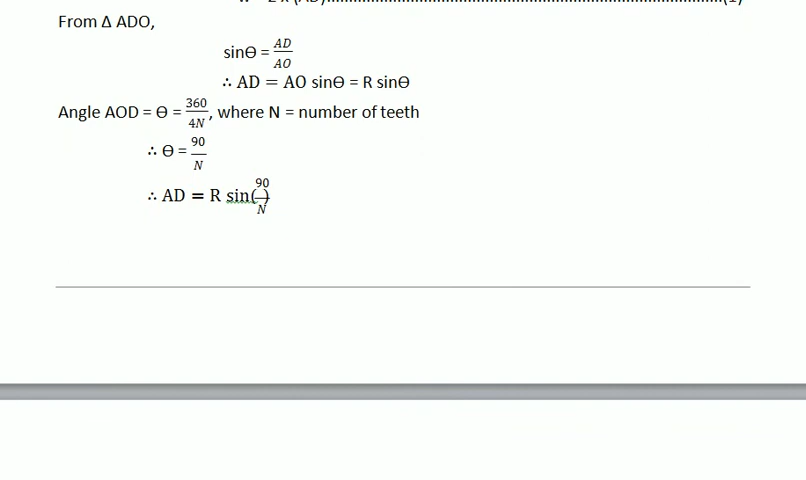 From Δ ADO,
sinΘ = AD/AO
∴ AD = AO sinΘ = R sinΘ
Angle AOD = Θ = 360/4N, where N = number of teeth
∴ Θ = 90/N
∴ AD = R sin(90/N)